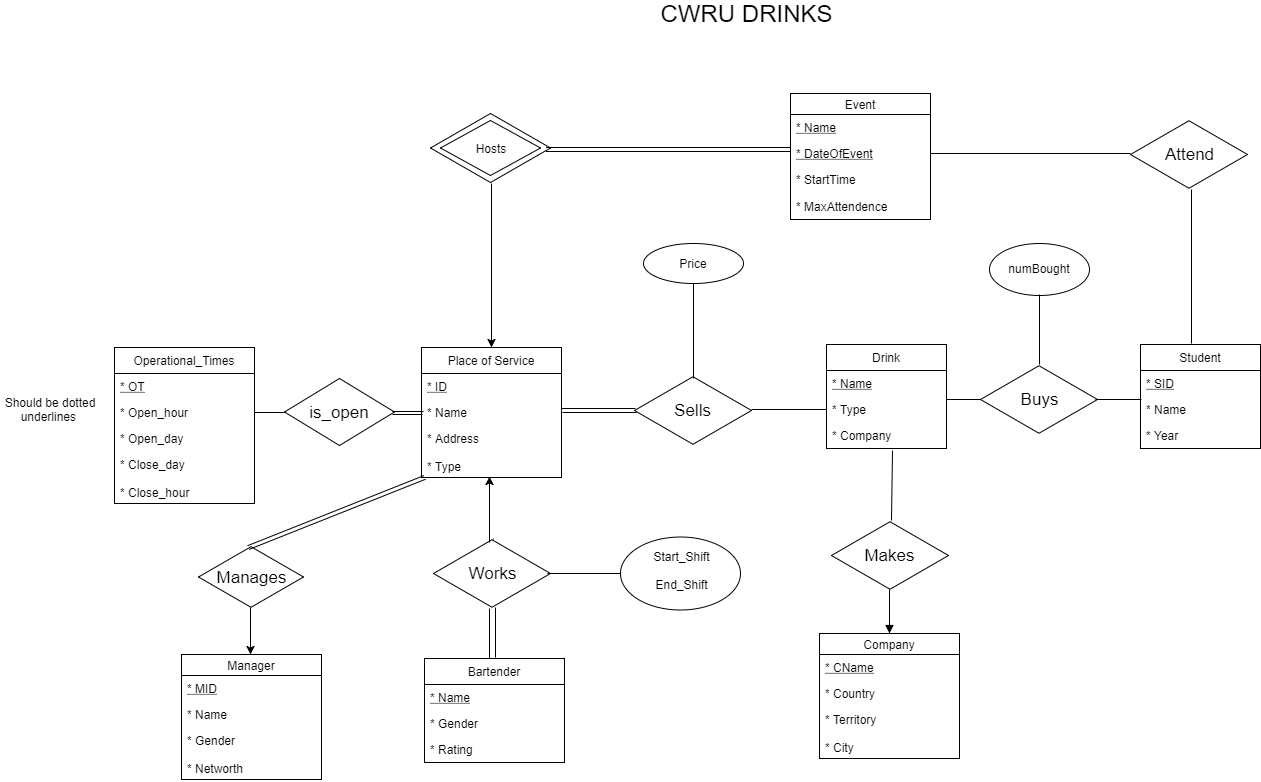 CWRU DRINKS
Event
* Name
* DateOfEvent
* StartTime
* MaxAttendence
Hosts
Attend
Price
numBought
Operational_Times
* OT
* Open_hour
* Open_day
* Close_day
* Close_hour
Should be dotted
underlines
is_open
Place of Service
* ID
* Name
* Address
* Type
Sells
Drink
* Name
* Type
* Company
Buys
Student
* SID
* Name
* Year
Manages
Works
Start_Shift
End_Shift
Makes
Manager
* MID
* Name
* Gender
* Networth
Bartender
* Name
* Gender
* Rating
Company
* CName
* Country
* Territory
* City